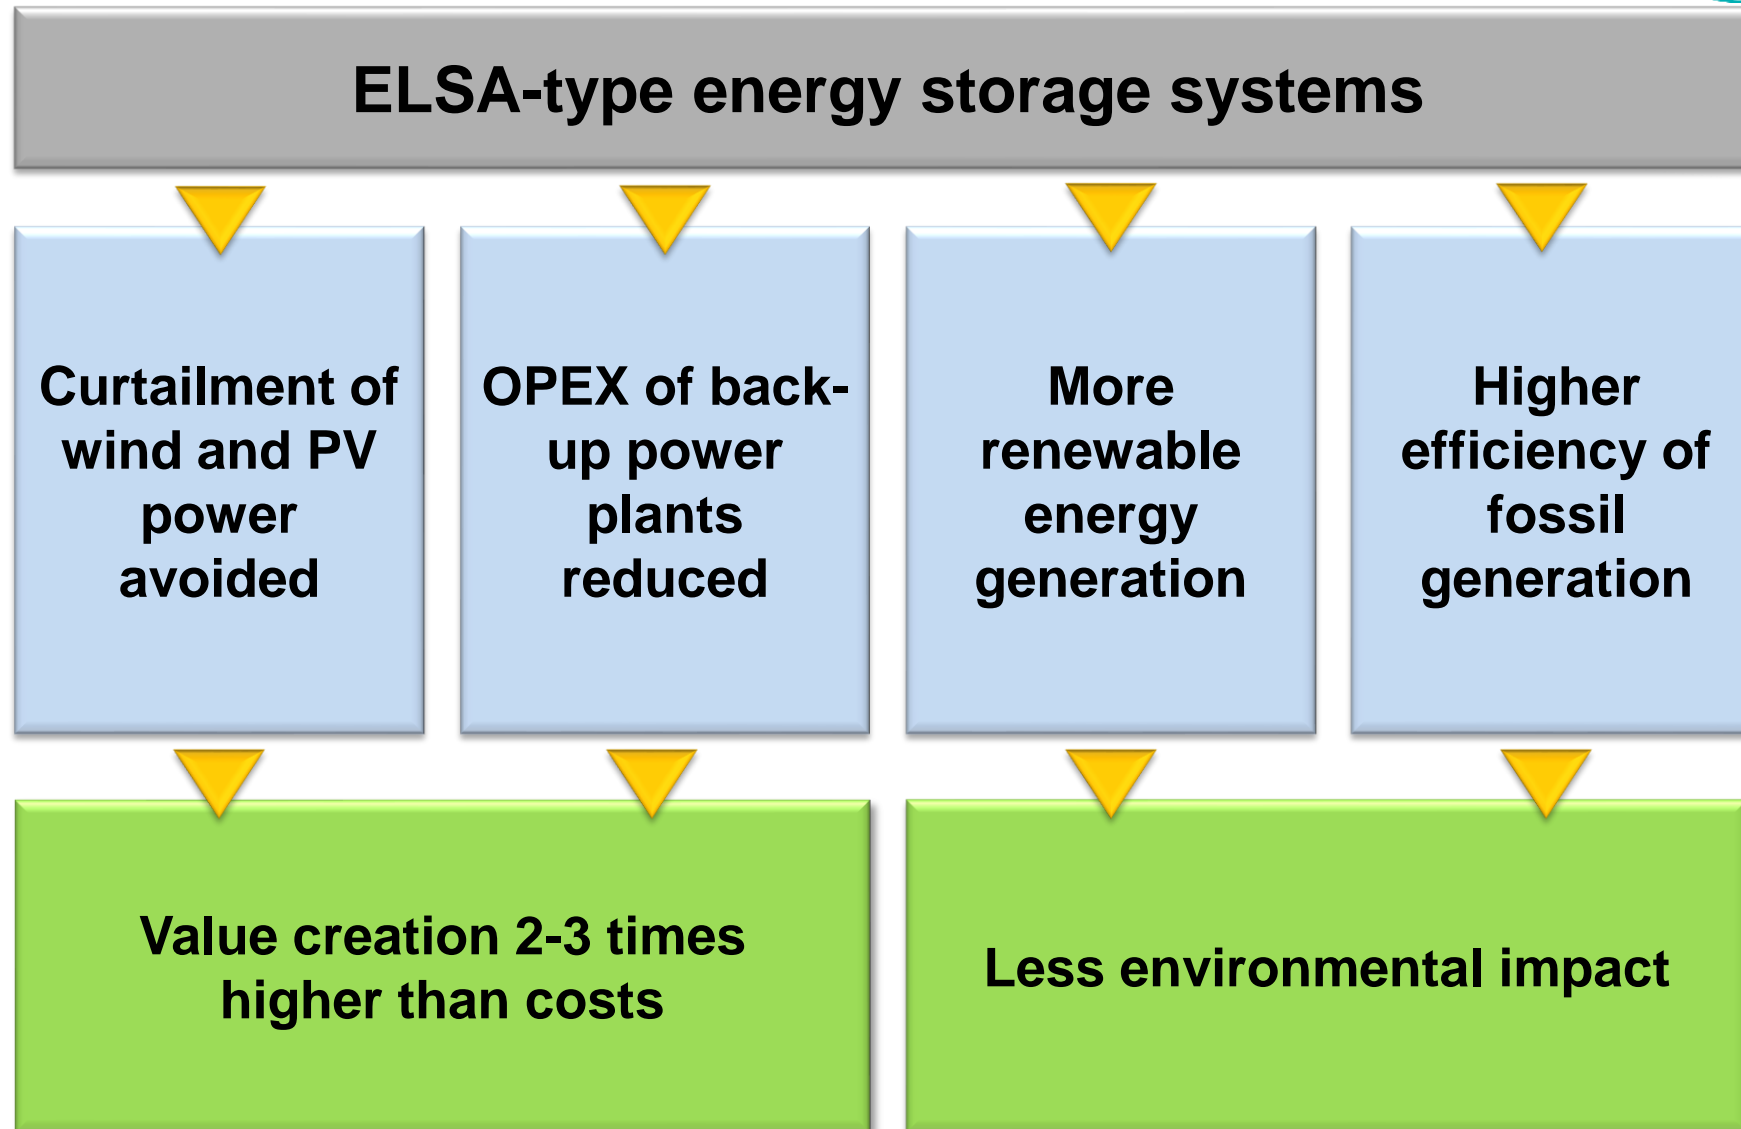 ELSA-type energy storage systems
Curtailment of
wind and PV
power
avoided
OPEX of back-
up power
plants
reduced
More
renewable
energy
generation
Higher
efficiency of
fossil
generation
Value creation 2-3 times
higher than costs
Less environmental impact